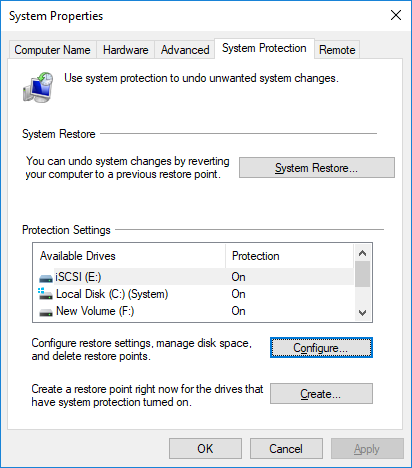 System Properties
Computer Name Hardware Advanced System Protection Remote
Use system protection to undo unwanted system changes.
System Restore
You can undo system changes by reverting
your computer to a previous restore point.
System Restore...
Protection Settings
Available Drives Protection
iSCSI (E:) On
Local Disk (C:) (System) On
New Volume (F:) On
Configure restore settings, manage disk space,
and delete restore points.
Configure...
Create a restore point right now for the drives that
have system protection turned on.
Create...
OK Cancel Apply